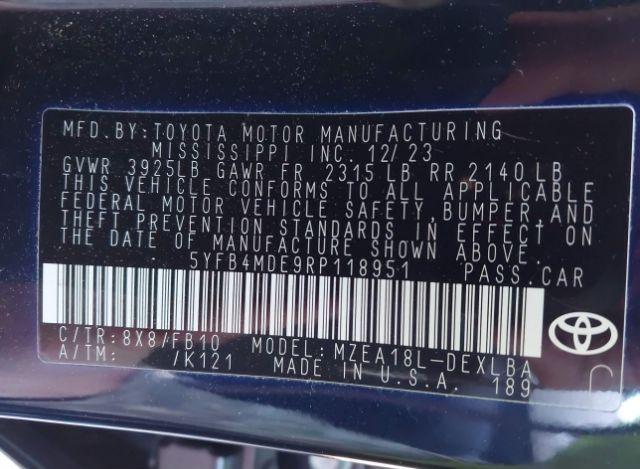 MFD. BY: TOYOTA MOTOR MANUFACTURING
MISSISSIPPI INC. 12/23
GVWR 3925LB GAWR FR 2315 LB RR 2140 LB
THIS VEHICLE CONFORMS TO ALL APPLICABLE
FEDERAL MOTOR VEHICLE SAFETY, BUMPER, AND
THEFT PREVENTION STANDARDS IN EFFECT ON
THE DATE OF MANUFACTURE SHOWN ABOVE.
5YFB4MDE9RP118951 PASS. CAR
C/TR: 8X8/FB10 MODEL: MZEA18L-DEXLBA
A/TM: /K121 MADE IN U.S.A. 189
C